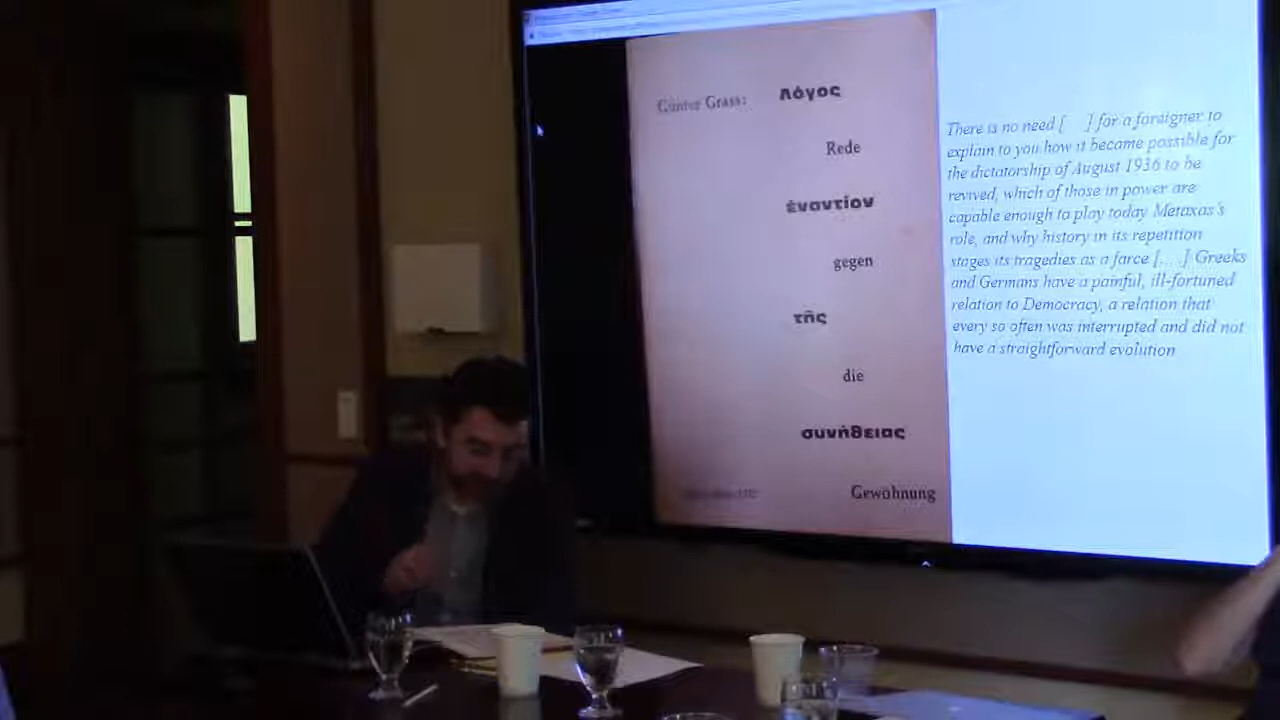 Günter Grass: Λόγος
Rede
ἐναντίον
gegen
τῆς
die
συνήθειας
Gewöhnung
There is no need [ ] for a foreigner to
explain to you how it became possible for
the dictatorship of August 1936 to be
revived, which of those in power are
capable enough to play today Metaxas's
role, and why history in its repetition
stages its tragedies as a farce [....] Greeks
and Germans have a painful, ill-fortuned
relation to Democracy, a relation that
every so often was interrupted and did not
have a straightforward evolution